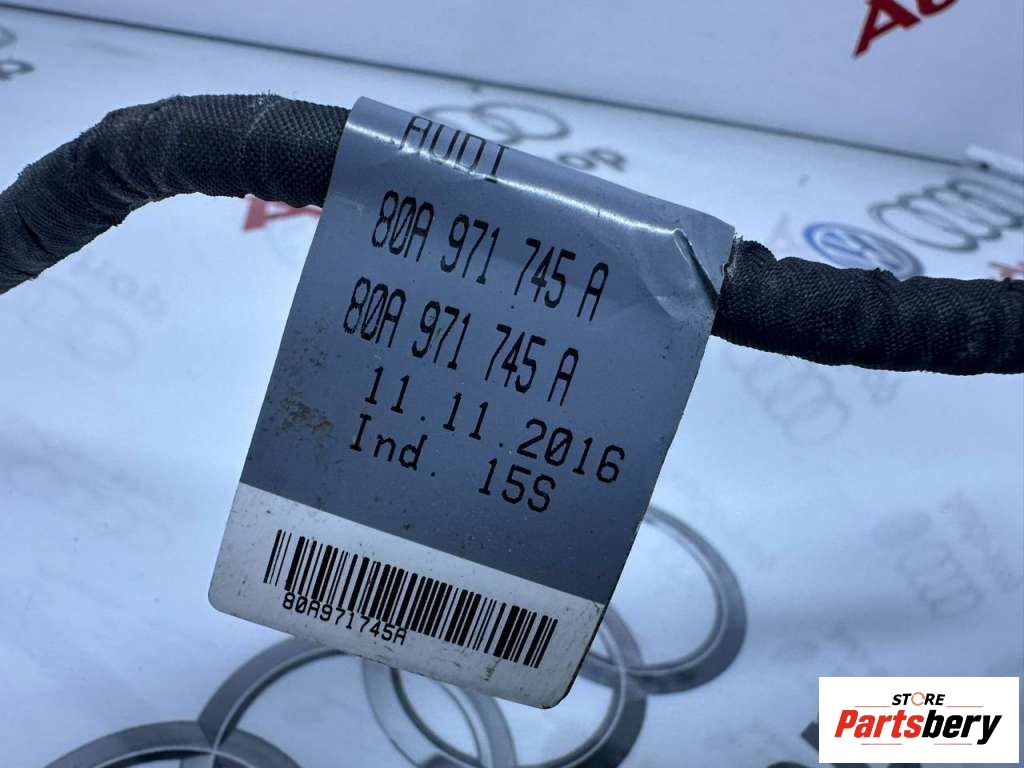 AUDI
80A 971 745 A
80A 971 745 A
11.11.2016
Ind. 15S
80A971745A
STORE
Partsbery